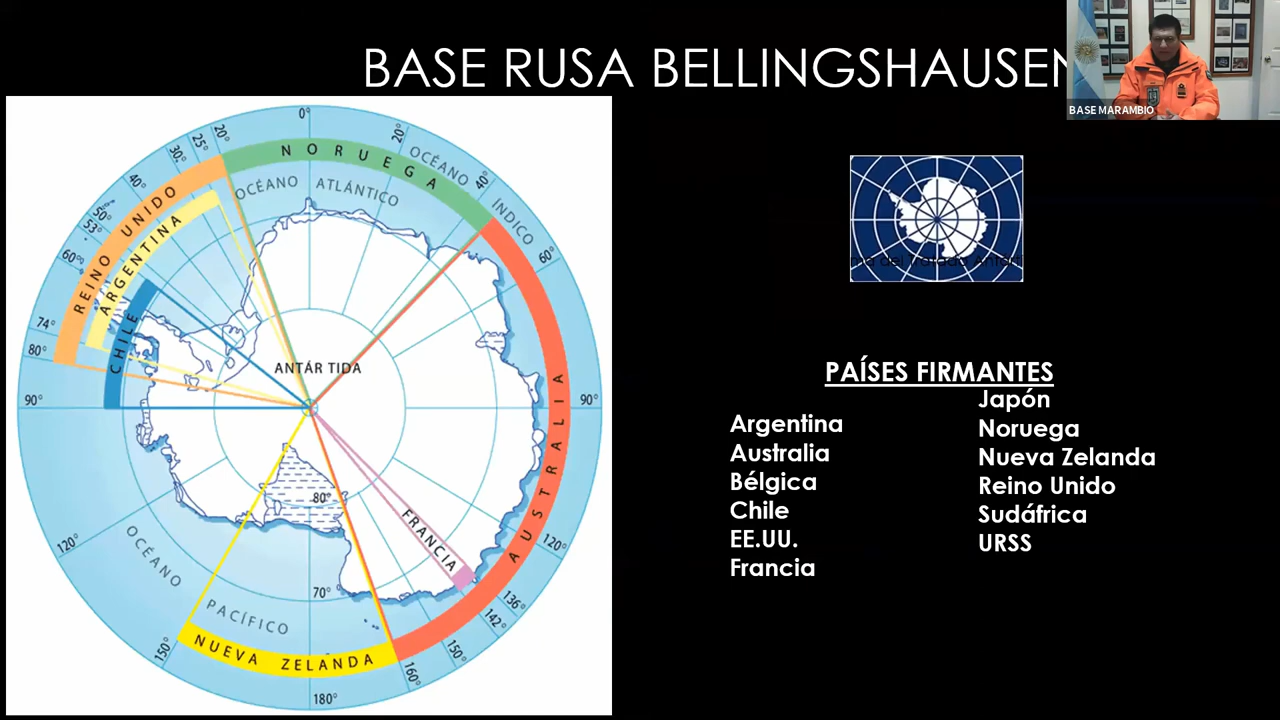 BASE RUSA BELLINGSHAUSEN
BASE MARAMBIO
0°
20°
20°
25°
30°
40°
50°
53°
60°
74°
80°
90°
120°
150°
180°
160°
150°
142°
136°
120°
90°
60°
40°
NORUEGA
REINO UNIDO
ARGENTINA
CHILE
OCÉANO ATLÁNTICO
OCÉANO ÍNDICO
ANTÁR TIDA
AUSTRALIA
FRANCIA
80°
70°
OCÉANO PACÍFICO
NUEVA ZELANDA
PAÍSES FIRMANTES
Argentina
Australia
Bélgica
Chile
EE.UU.
Francia
Japón
Noruega
Nueva Zelanda
Reino Unido
Sudáfrica
URSS